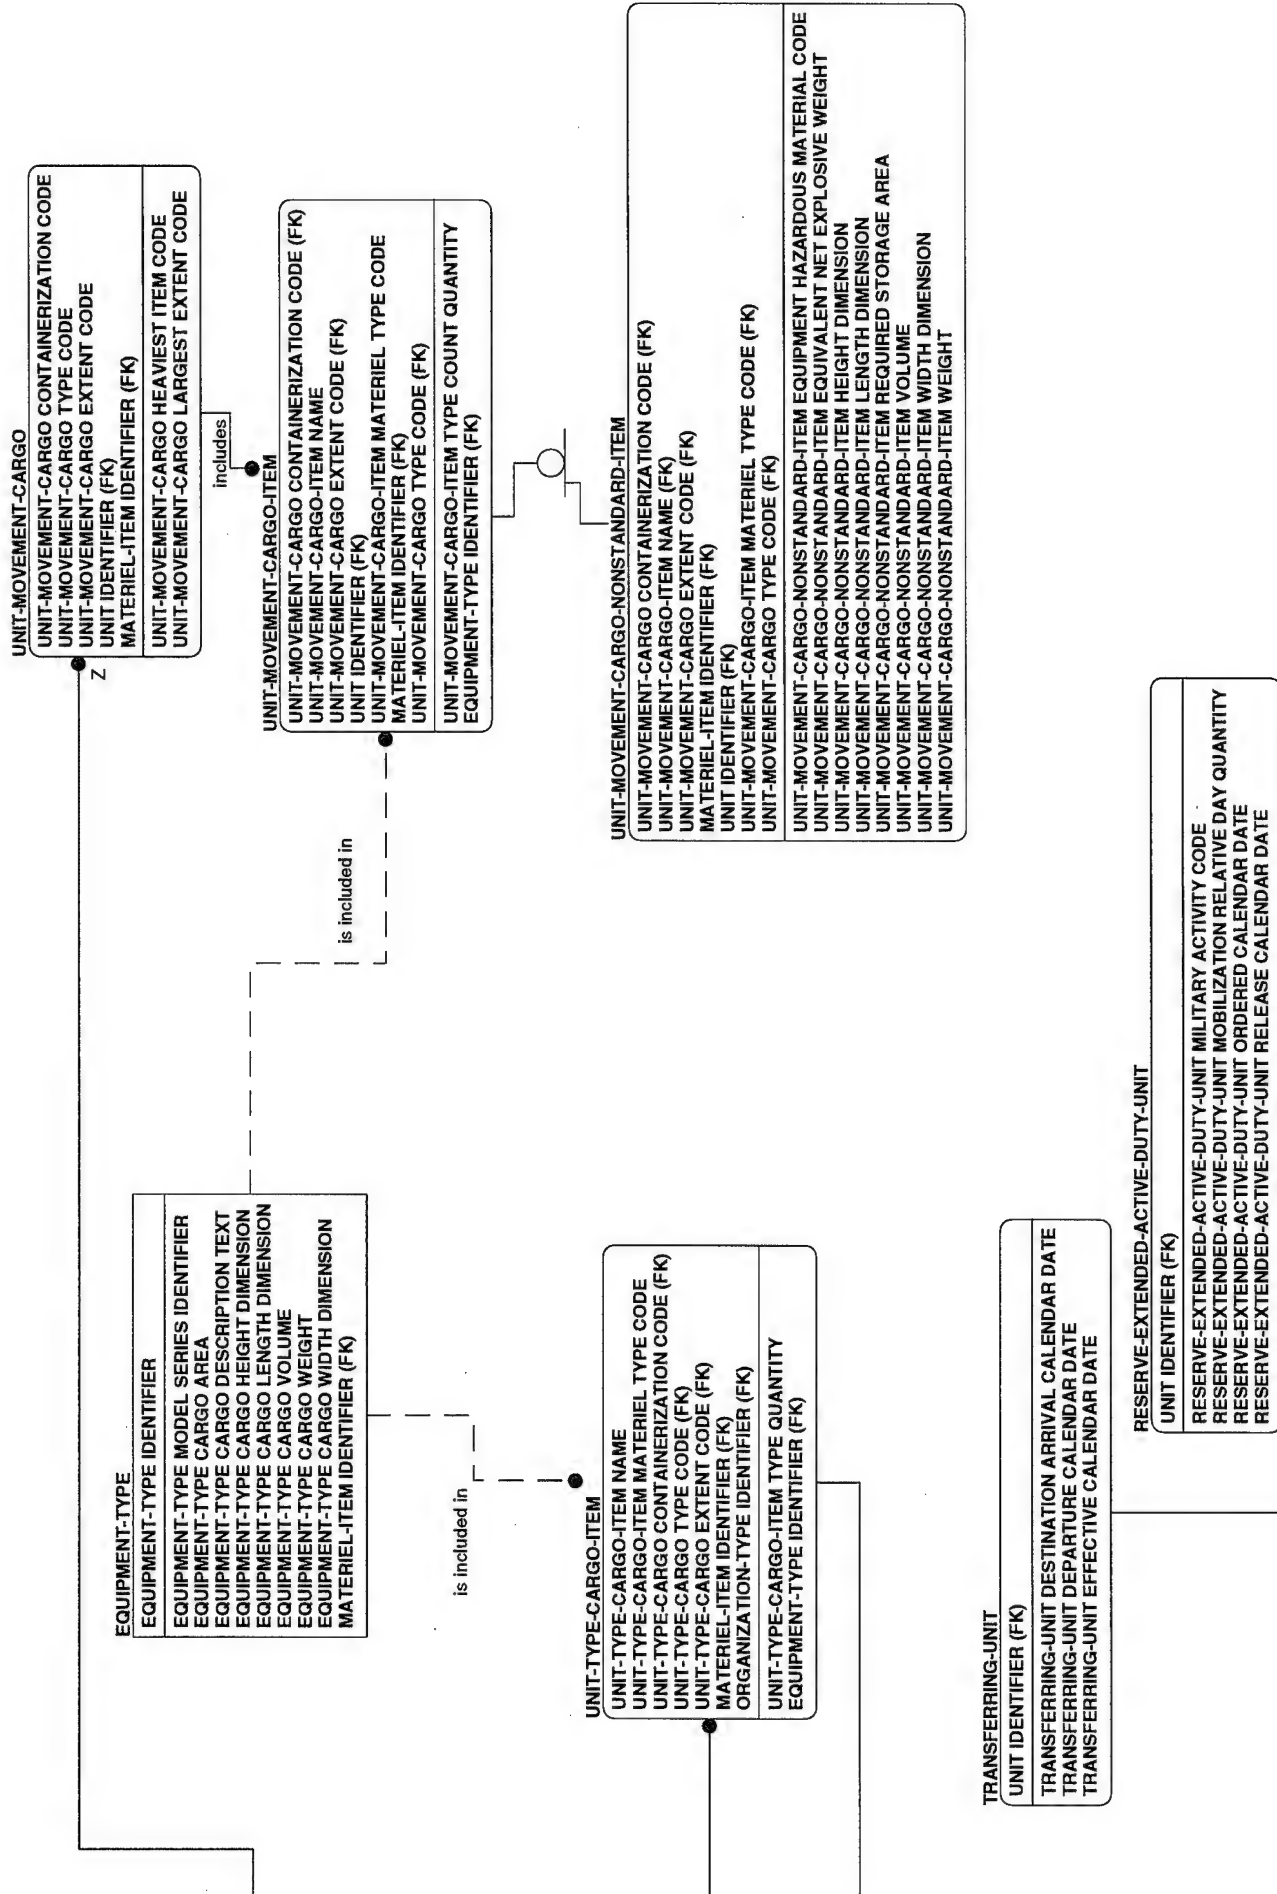 EQUIPMENT-TYPE
EQUIPMENT-TYPE IDENTIFIER
EQUIPMENT-TYPE MODEL SERIES IDENTIFIER
EQUIPMENT-TYPE CARGO AREA
EQUIPMENT-TYPE CARGO DESCRIPTION TEXT
EQUIPMENT-TYPE CARGO HEIGHT DIMENSION
EQUIPMENT-TYPE CARGO LENGTH DIMENSION
EQUIPMENT-TYPE CARGO VOLUME
EQUIPMENT-TYPE CARGO WEIGHT
EQUIPMENT-TYPE CARGO WIDTH DIMENSION
MATERIEL-ITEM IDENTIFIER (FK)
is included in
is included in
Z
UNIT-MOVEMENT-CARGO
UNIT-MOVEMENT-CARGO CONTAINERIZATION CODE
UNIT-MOVEMENT-CARGO TYPE CODE
UNIT-MOVEMENT-CARGO EXTENT CODE
UNIT IDENTIFIER (FK)
MATERIEL-ITEM IDENTIFIER (FK)
UNIT-MOVEMENT-CARGO HEAVIEST ITEM CODE
UNIT-MOVEMENT-CARGO LARGEST EXTENT CODE
includes
UNIT-MOVEMENT-CARGO-ITEM
UNIT-MOVEMENT-CARGO CONTAINERIZATION CODE (FK)
UNIT-MOVEMENT-CARGO-ITEM NAME
UNIT-MOVEMENT-CARGO EXTENT CODE (FK)
UNIT IDENTIFIER (FK)
UNIT-MOVEMENT-CARGO-ITEM MATERIEL TYPE CODE
MATERIEL-ITEM IDENTIFIER (FK)
UNIT-MOVEMENT-CARGO TYPE CODE (FK)
UNIT-MOVEMENT-CARGO-ITEM TYPE COUNT QUANTITY
EQUIPMENT-TYPE IDENTIFIER (FK)
UNIT-TYPE-CARGO-ITEM
UNIT-TYPE-CARGO-ITEM NAME
UNIT-TYPE-CARGO-ITEM MATERIEL TYPE CODE
UNIT-TYPE-CARGO CONTAINERIZATION CODE (FK)
UNIT-TYPE-CARGO TYPE CODE (FK)
UNIT-TYPE-CARGO EXTENT CODE (FK)
MATERIEL-ITEM IDENTIFIER (FK)
ORGANIZATION-TYPE IDENTIFIER (FK)
UNIT-TYPE-CARGO-ITEM TYPE QUANTITY
EQUIPMENT-TYPE IDENTIFIER (FK)
UNIT-MOVEMENT-CARGO-NONSTANDARD-ITEM
UNIT-MOVEMENT-CARGO CONTAINERIZATION CODE (FK)
UNIT-MOVEMENT-CARGO-ITEM NAME (FK)
UNIT-MOVEMENT-CARGO EXTENT CODE (FK)
MATERIEL-ITEM IDENTIFIER (FK)
UNIT IDENTIFIER (FK)
UNIT-MOVEMENT-CARGO-ITEM MATERIEL TYPE CODE (FK)
UNIT-MOVEMENT-CARGO TYPE CODE (FK)
UNIT-MOVEMENT-CARGO-NONSTANDARD-ITEM EQUIPMENT HAZARDOUS MATERIAL CODE
UNIT-MOVEMENT-CARGO-NONSTANDARD-ITEM EQUIVALENT NET EXPLOSIVE WEIGHT
UNIT-MOVEMENT-CARGO-NONSTANDARD-ITEM HEIGHT DIMENSION
UNIT-MOVEMENT-CARGO-NONSTANDARD-ITEM LENGTH DIMENSION
UNIT-MOVEMENT-CARGO-NONSTANDARD-ITEM REQUIRED STORAGE AREA
UNIT-MOVEMENT-CARGO-NONSTANDARD-ITEM VOLUME
UNIT-MOVEMENT-CARGO-NONSTANDARD-ITEM WIDTH DIMENSION
UNIT-MOVEMENT-CARGO-NONSTANDARD-ITEM WEIGHT
TRANSFERRING-UNIT
UNIT IDENTIFIER (FK)
TRANSFERRING-UNIT DESTINATION ARRIVAL CALENDAR DATE
TRANSFERRING-UNIT DEPARTURE CALENDAR DATE
TRANSFERRING-UNIT EFFECTIVE CALENDAR DATE
RESERVE-EXTENDED-ACTIVE-DUTY-UNIT
UNIT IDENTIFIER (FK)
RESERVE-EXTENDED-ACTIVE-DUTY-UNIT MILITARY ACTIVITY CODE
RESERVE-EXTENDED-ACTIVE-DUTY-UNIT MOBILIZATION RELATIVE DAY QUANTITY
RESERVE-EXTENDED-ACTIVE-DUTY-UNIT ORDERED CALENDAR DATE
RESERVE-EXTENDED-ACTIVE-DUTY-UNIT RELEASE CALENDAR DATE